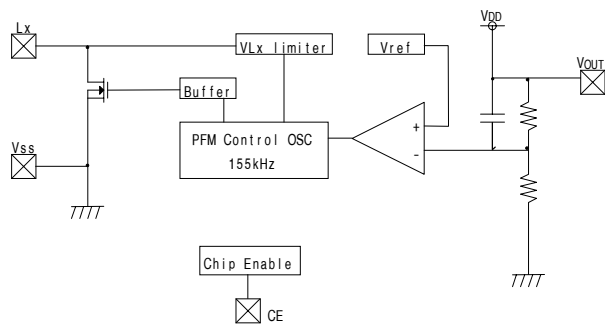 Lx
VLx limiter
Vref
VDD
VOUT
Buffer
Vss
PFM Control OSC
155kHz
+
-
Chip Enable
CE